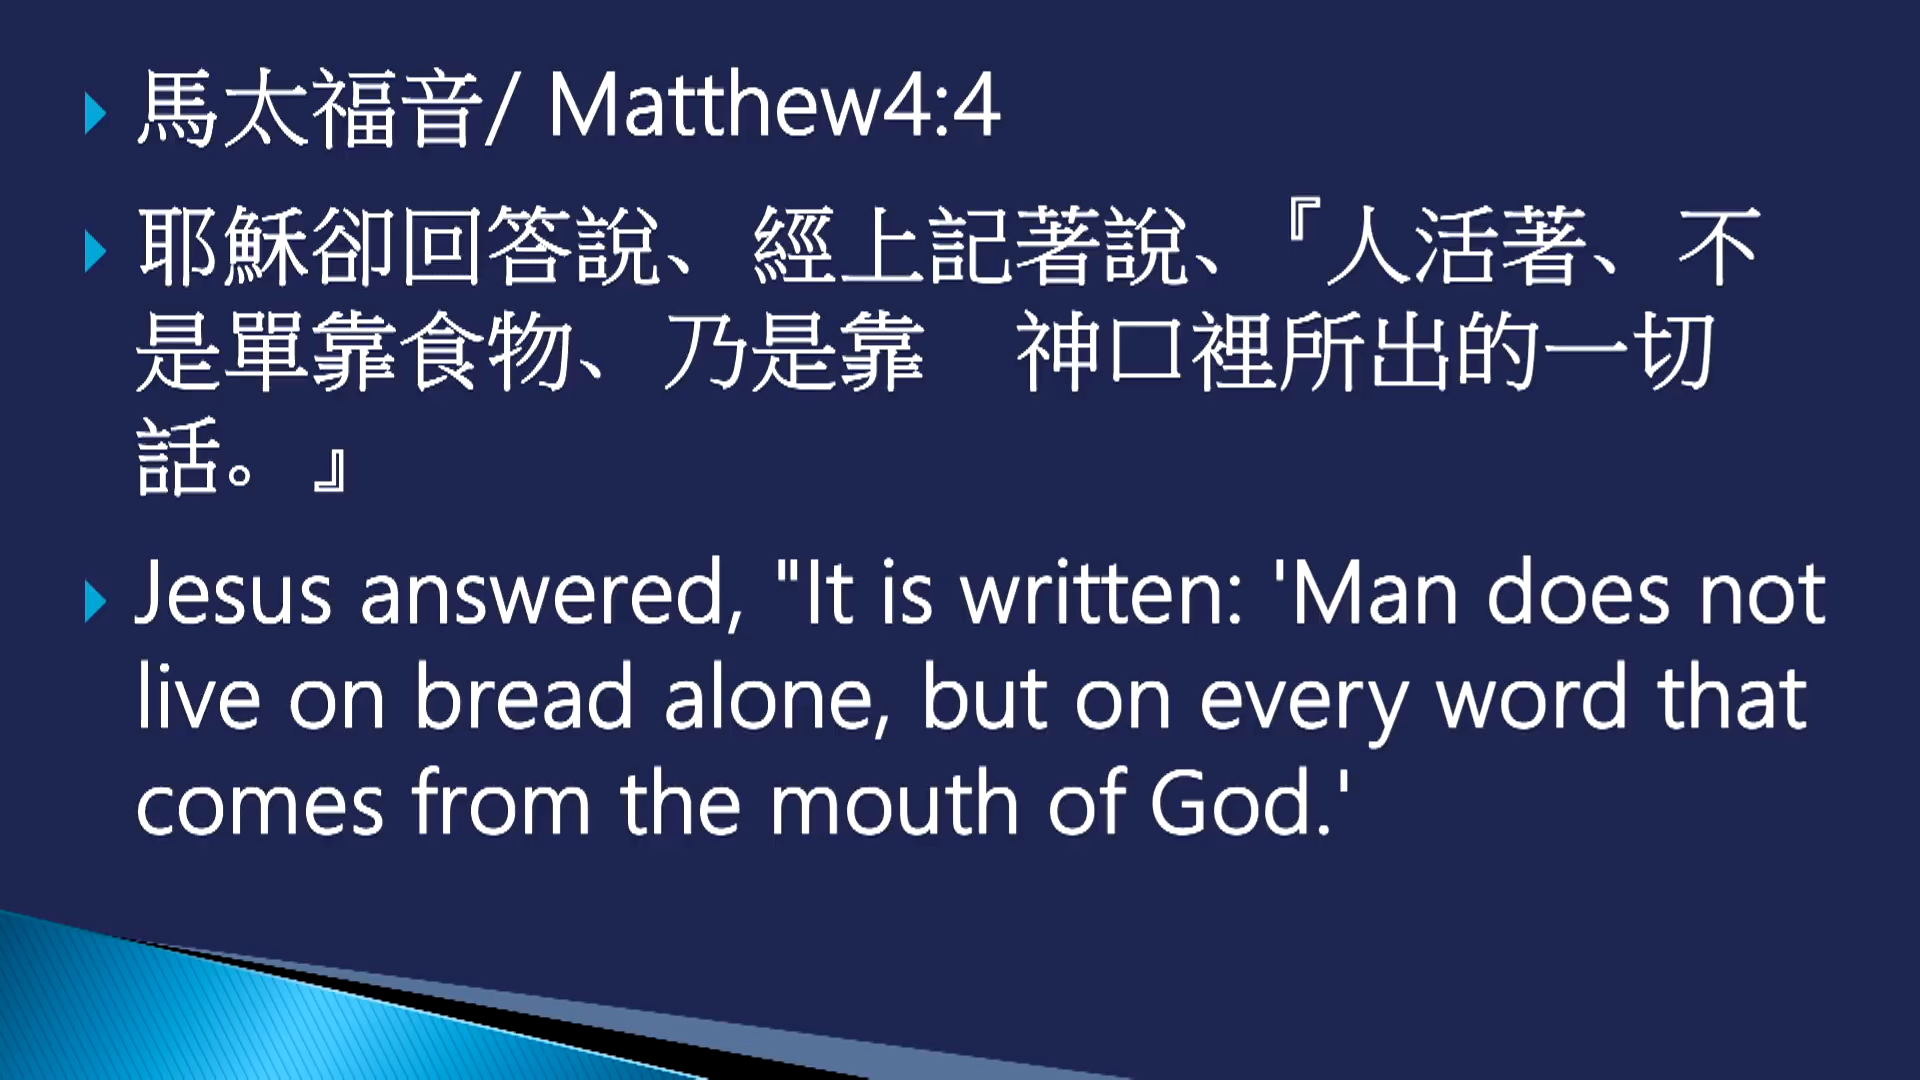 馬太福音/ Matthew4:4
耶穌卻回答說、經上記著說、『人活著、不
是單靠食物、乃是靠　神口裡所出的一切
話。』
Jesus answered, "It is written: 'Man does not
live on bread alone, but on every word that
comes from the mouth of God.'